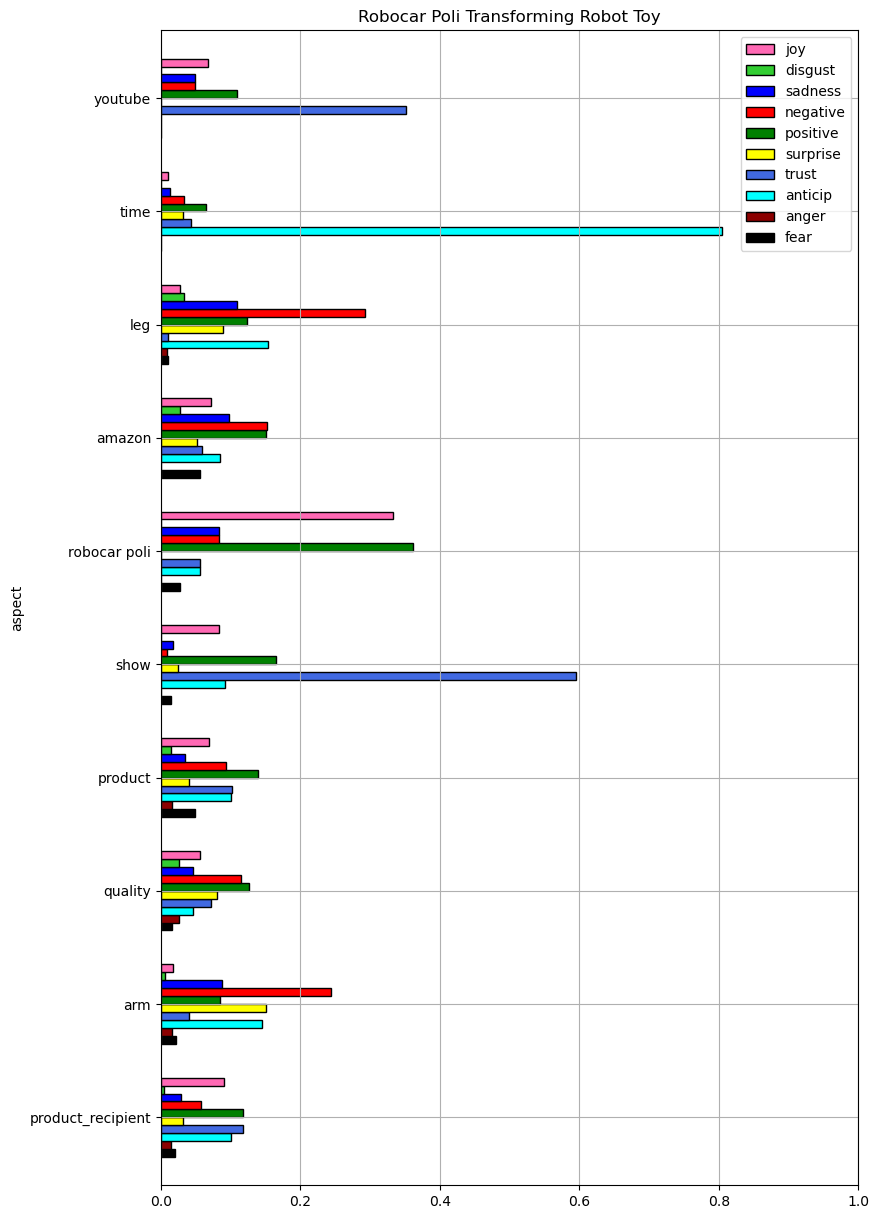 Robocar Poli Transforming Robot Toy
joy
disgust
sadness
negative
positive
surprise
trust
anticip
anger
fear
youtube
time
leg
amazon
robocar poli
show
product
quality
arm
product_recipient
aspect
0.0 0.2 0.4 0.6 0.8 1.0